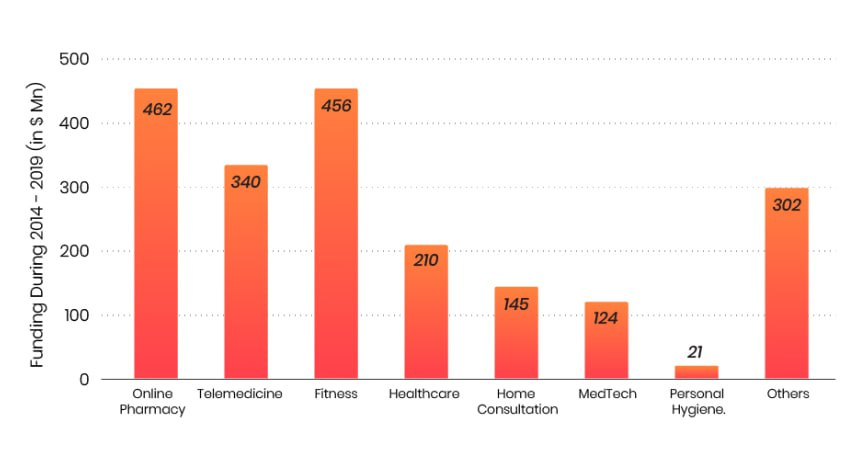 Funding During 2014 - 2019 (in $ Mn)
500
400
300
200
100
0
462
340
456
210
145
124
21
302
Online
Pharmacy
Telemedicine
Fitness
Healthcare
Home
Consultation
MedTech
Personal
Hygiene.
Others